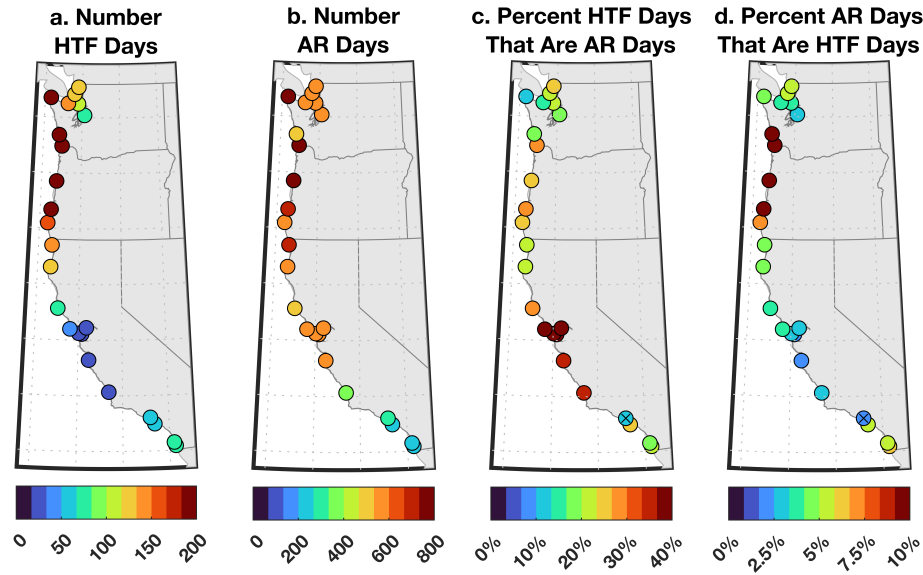 a. Number
HTF Days
b. Number
AR Days
c. Percent HTF Days
That Are AR Days
d. Percent AR Days
That Are HTF Days
0 50 100 150 200
0 200 400 600 800
0% 10% 20% 30% 40%
0% 2.5% 5% 7.5% 10%